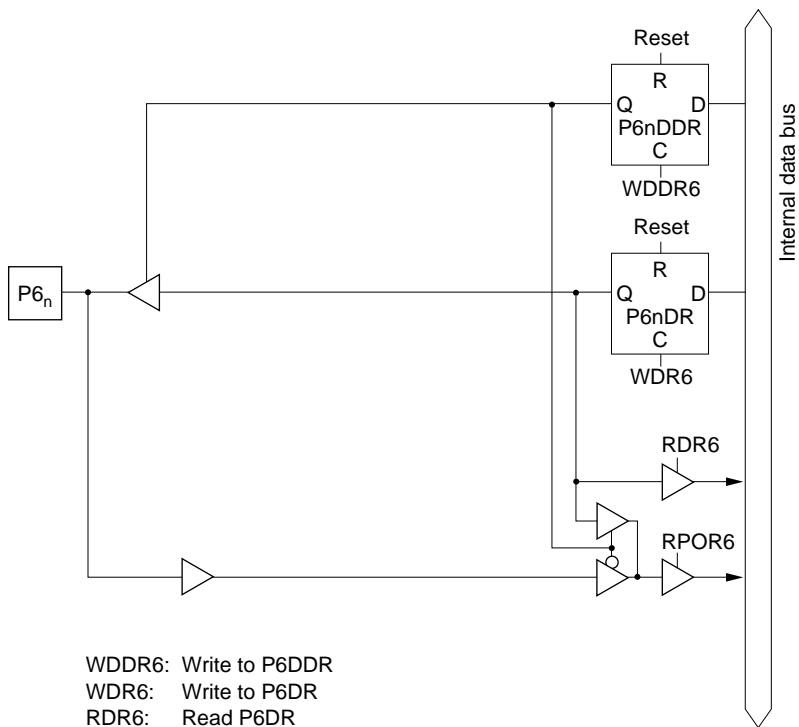 Reset
R
Q D
P6nDDR
C
WDDR6
Internal data bus
Reset
R
P6n
Q D
P6nDR
C
WDR6
RDR6
RPOR6
WDDR6: Write to P6DDR
WDR6: Write to P6DR
RDR6: Read P6DR